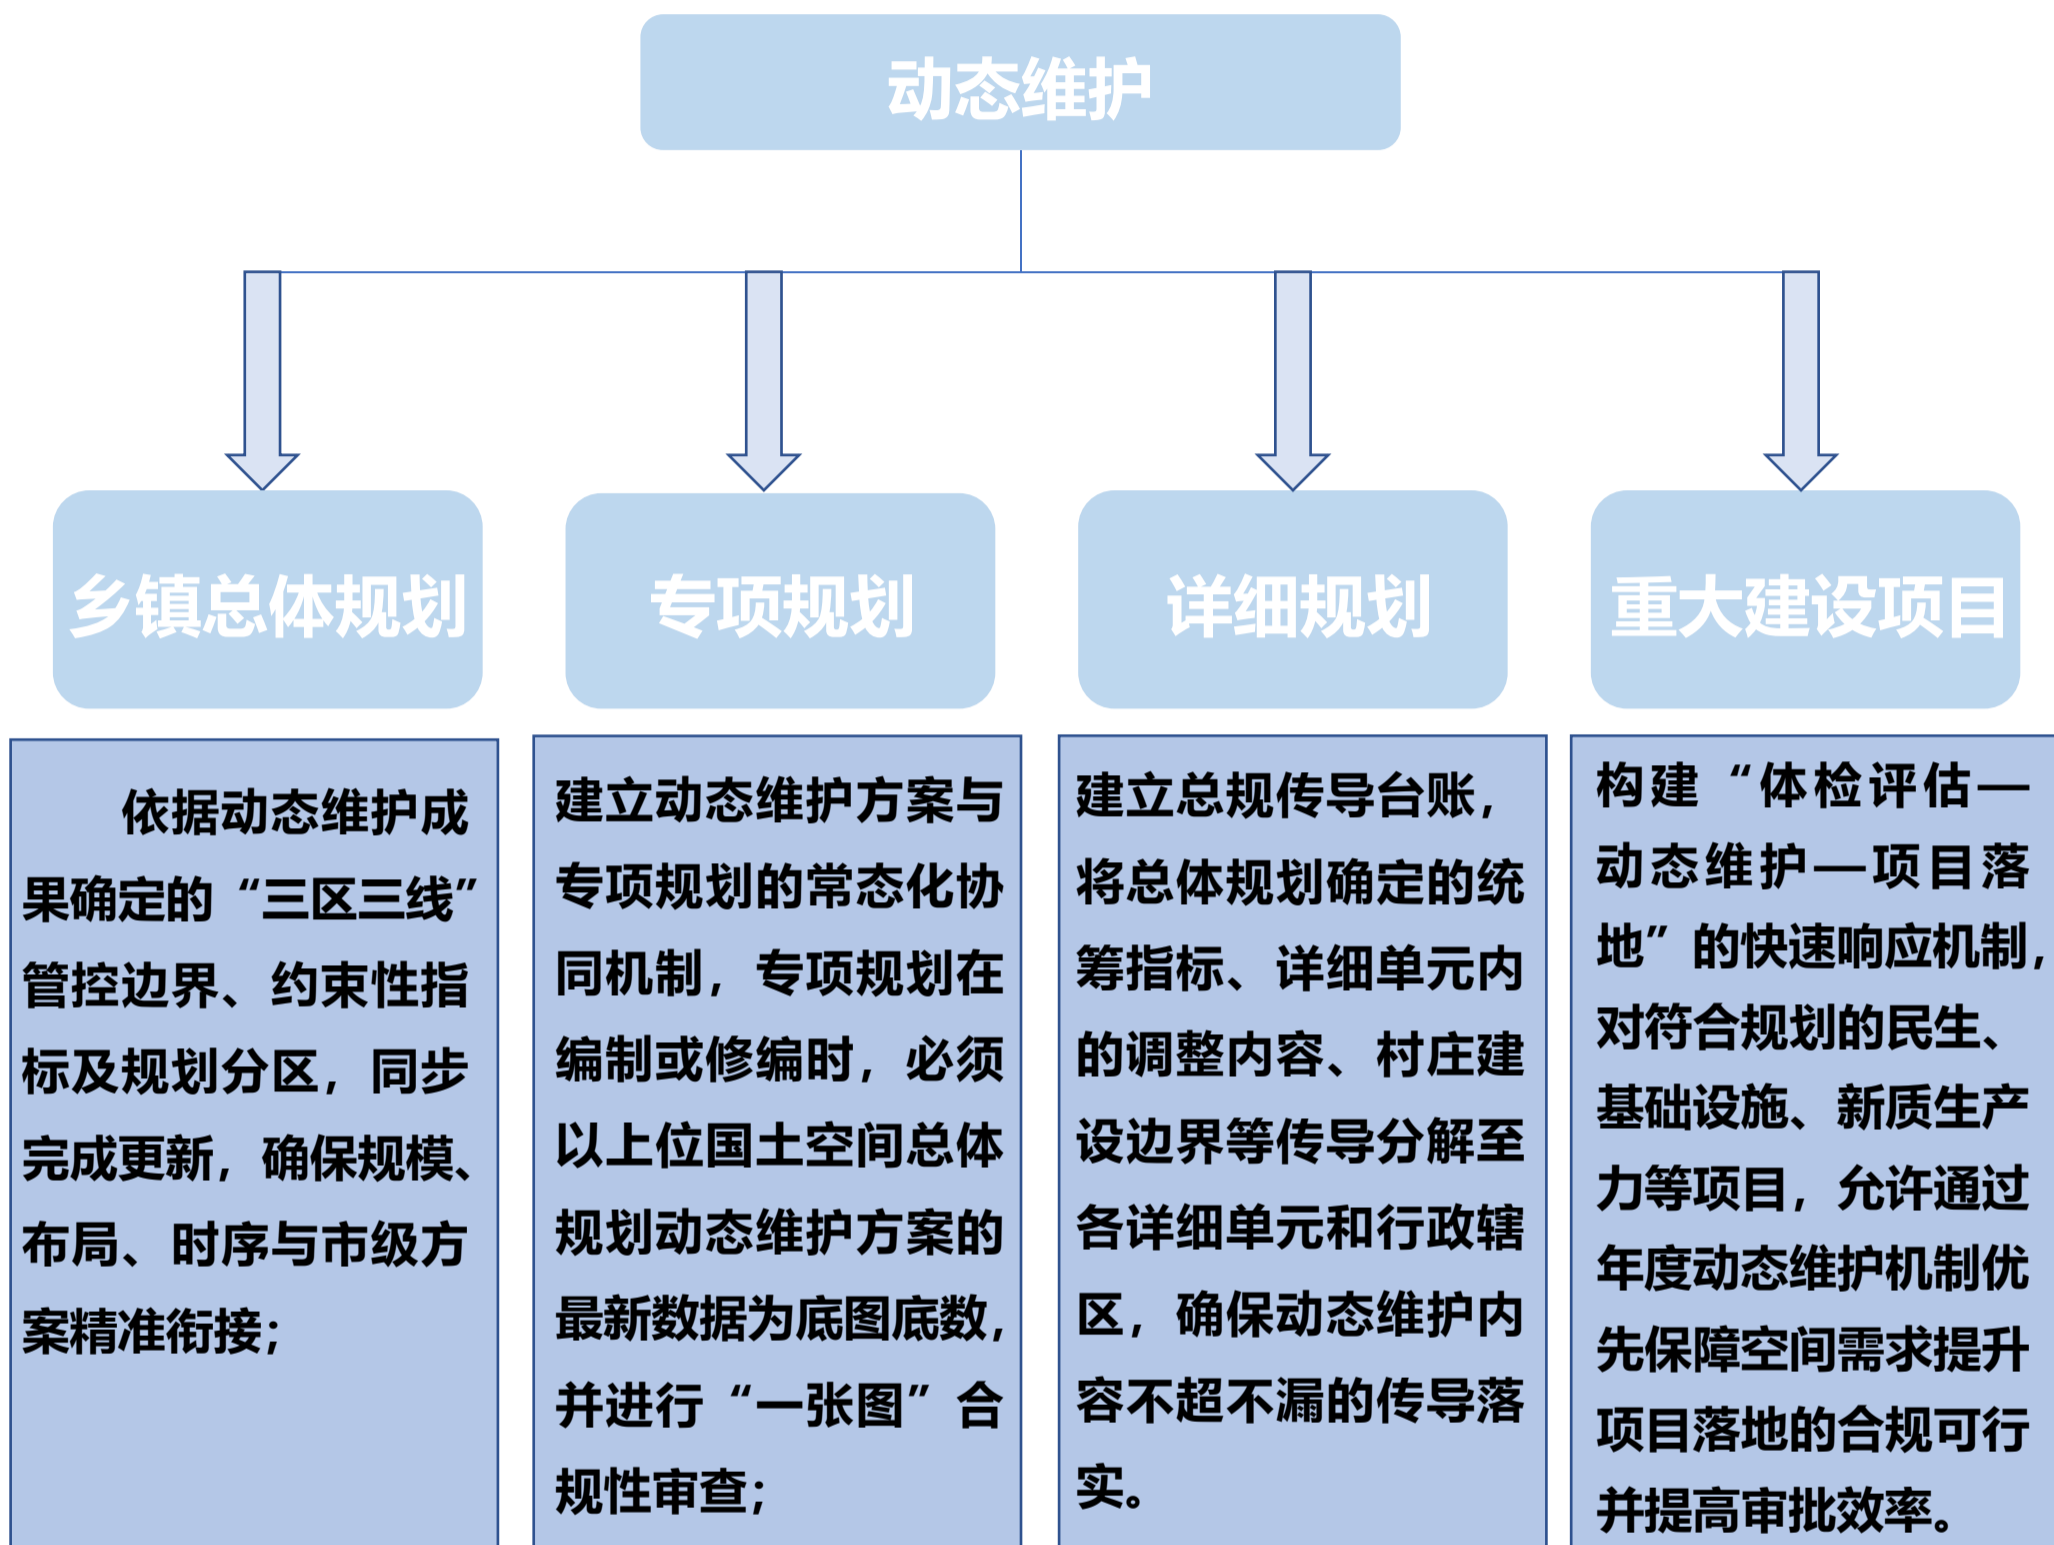 动态维护
乡镇总体规划
专项规划
详细规划
重大建设项目
依据动态维护成
果确定的“三区三线”
管控边界、约束性指
标及规划分区，同步
完成更新，确保规模、
布局、时序与市级方
案精准衔接；
建立动态维护方案与
专项规划的常态化协
同机制，专项规划在
编制或修编时，必须
以上位国土空间总体
规划动态维护方案的
最新数据为底图底数，
并进行“一张图”合
规性审查；
建立总规传导台账，
将总体规划确定的统
筹指标、详细单元内
的调整内容、村庄建
设边界等传导分解至
各详细单元和行政辖
区，确保动态维护内
容不超不漏的传导落
实。
构建“体检评估—
动态维护—项目落
地”的快速响应机制，
对符合规划的民生、
基础设施、新质生产
力等项目，允许通过
年度动态维护机制优
先保障空间需求提升
项目落地的合规可行
并提高审批效率。